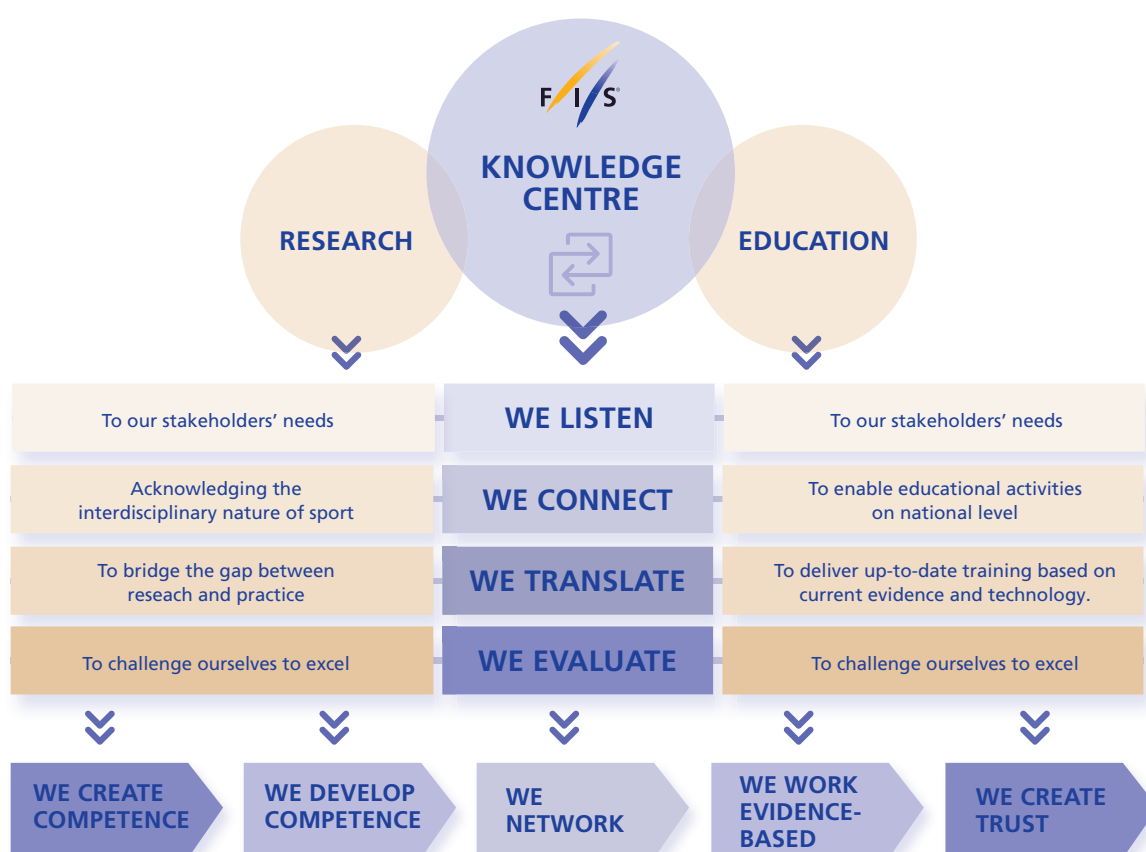 FIS
KNOWLEDGE
CENTRE
RESEARCH
EDUCATION
To our stakeholders’ needs
WE LISTEN
To our stakeholders’ needs
Acknowledging the
interdisciplinary nature of sport
WE CONNECT
To enable educational activities
on national level
To bridge the gap between
reseach and practice
WE TRANSLATE
To deliver up-to-date training based on
current evidence and technology.
To challenge ourselves to excel
WE EVALUATE
To challenge ourselves to excel
WE CREATE
COMPETENCE
WE DEVELOP
COMPETENCE
WE
NETWORK
WE WORK
EVIDENCE-
BASED
WE CREATE
TRUST